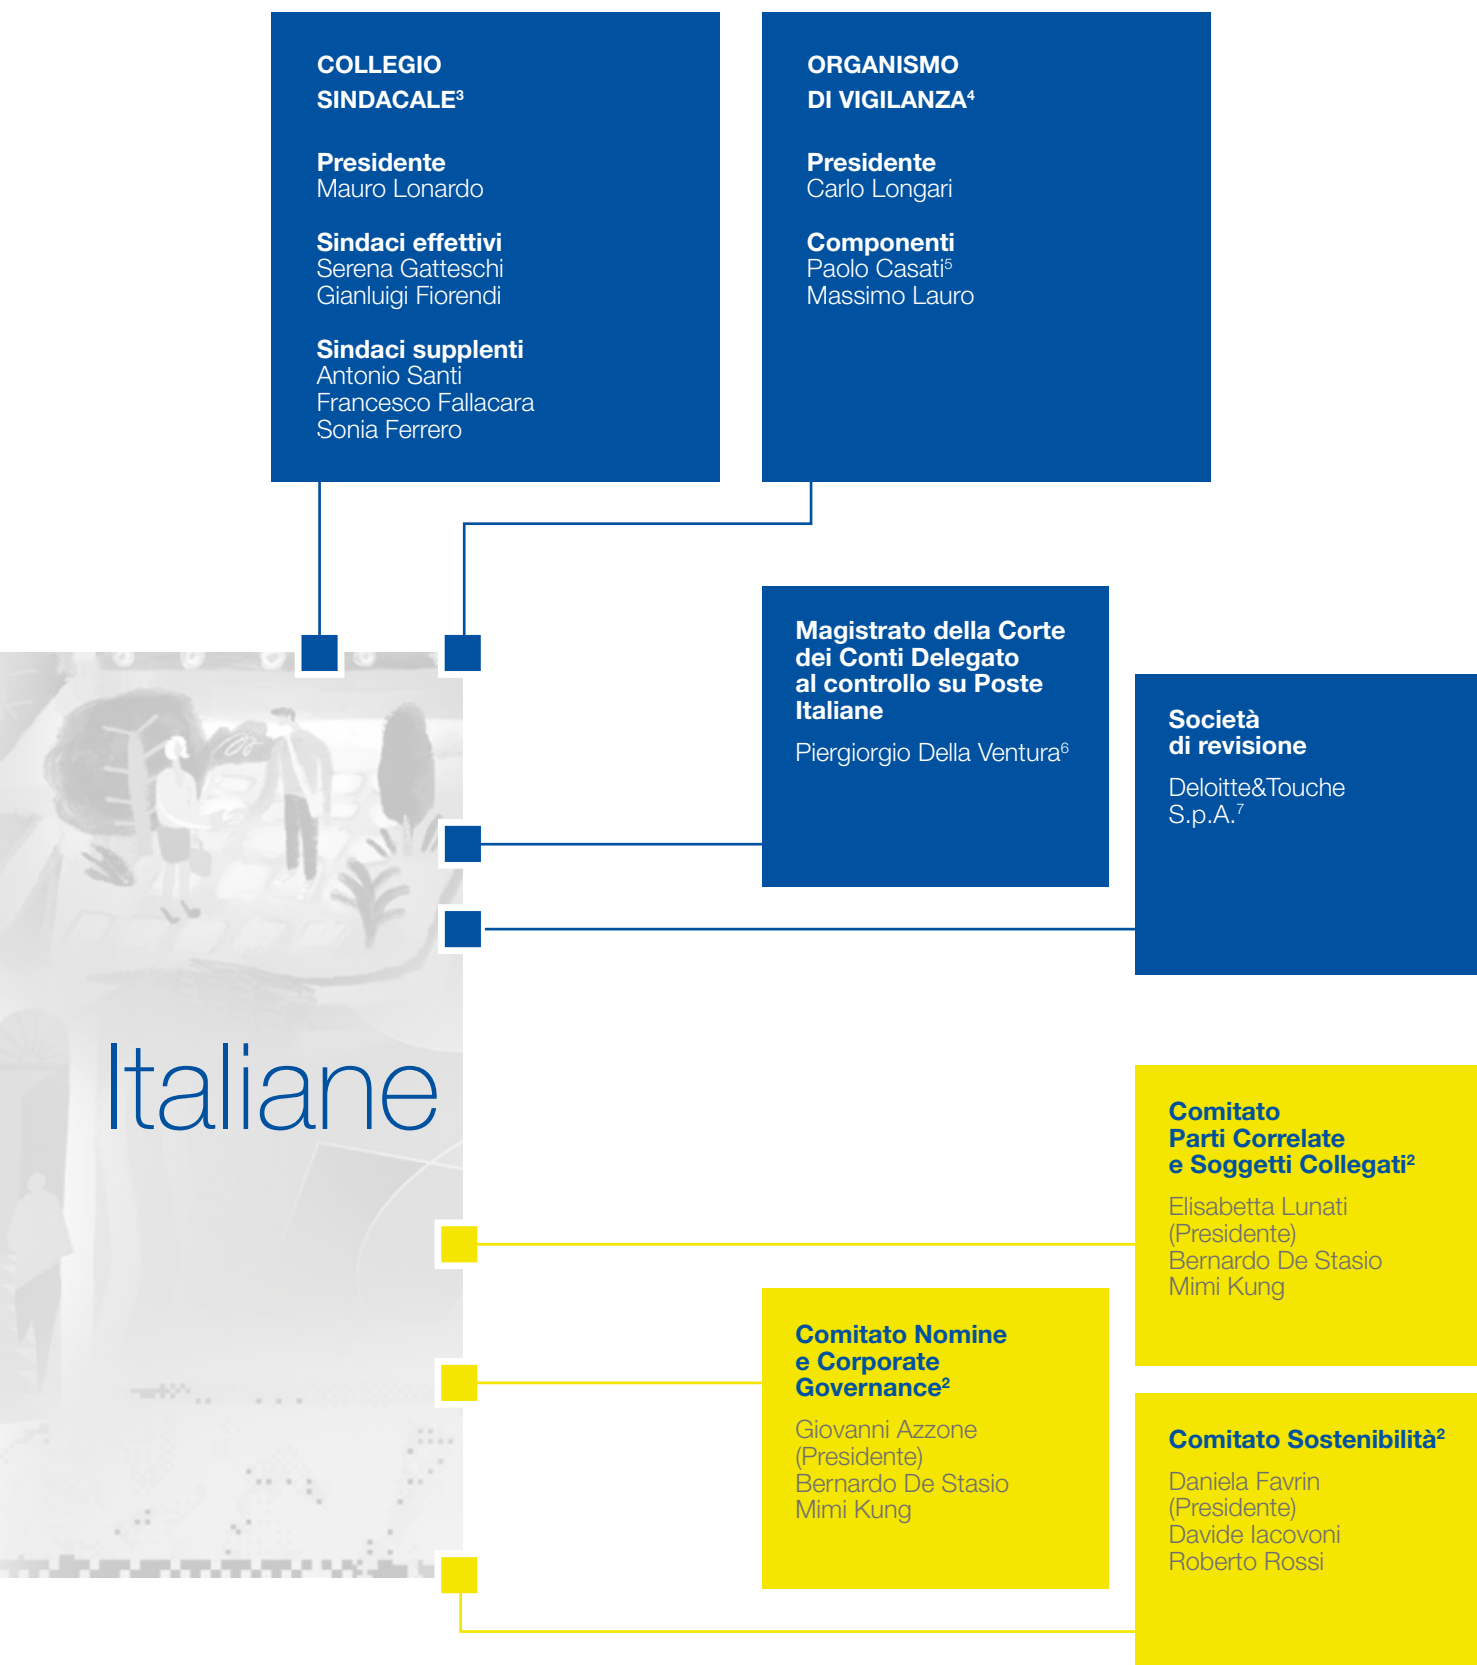 COLLEGIO
SINDACALE³
Presidente
Mauro Lonardo
Sindaci effettivi
Serena Gatteschi
Gianluigi Fiorendi
Sindaci supplenti
Antonio Santi
Francesco Fallacara
Sonia Ferrero
ORGANISMO
DI VIGILANZA⁴
Presidente
Carlo Longari
Componenti
Paolo Casati⁵
Massimo Lauro
Magistrato della Corte
dei Conti Delegato
al controllo su Poste
Italiane
Piergiorgio Della Ventura⁶
Società
di revisione
Deloitte&Touche
S.p.A.⁷
Italiane
Comitato
Parti Correlate
e Soggetti Collegati²
Elisabetta Lunati
(Presidente)
Bernardo De Stasio
Mimi Kung
Comitato Nomine
e Corporate
Governance²
Giovanni Azzone
(Presidente)
Bernardo De Stasio
Mimi Kung
Comitato Sostenibilità²
Daniela Favrin
(Presidente)
Davide Iacovoni
Roberto Rossi